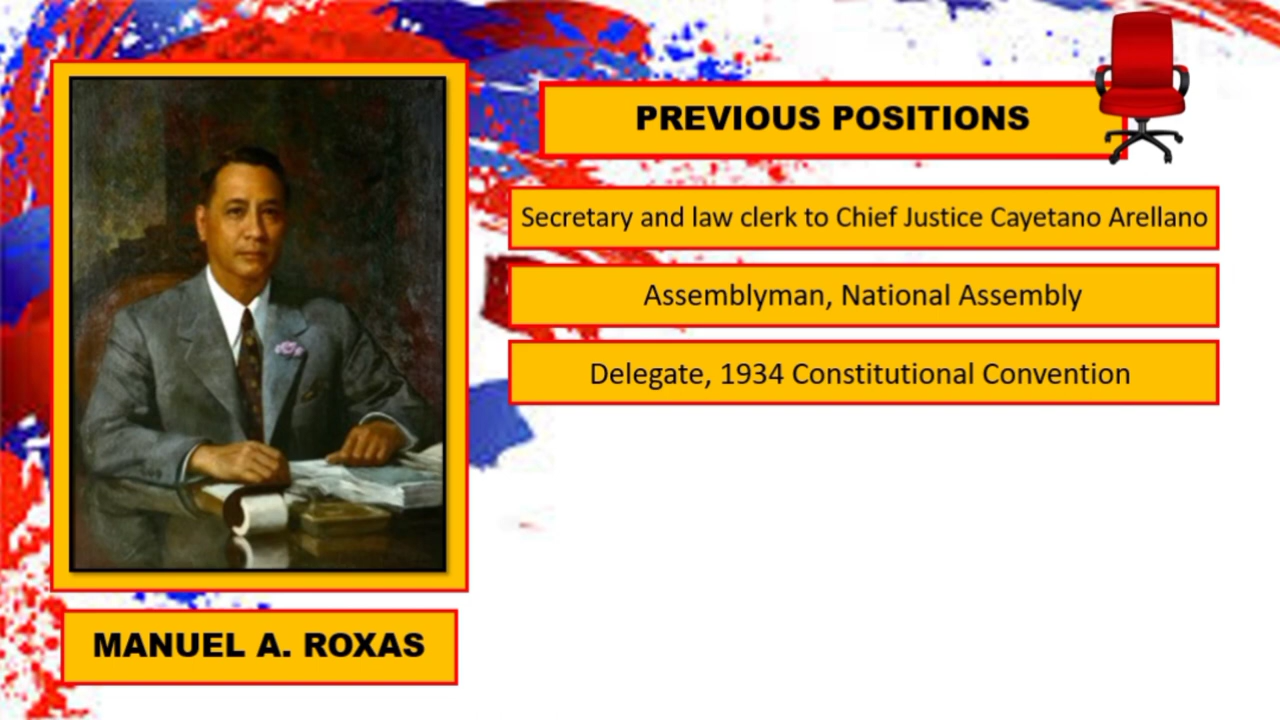 PREVIOUS POSITIONS
Secretary and law clerk to Chief Justice Cayetano Arellano
Assemblyman, National Assembly
Delegate, 1934 Constitutional Convention
MANUEL A. ROXAS